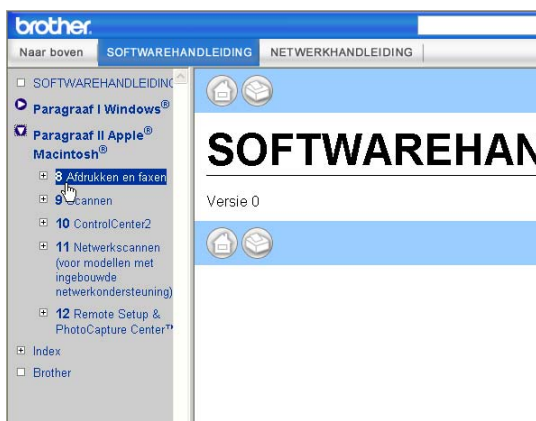 brother.
Naar boven
SOFTWAREHANDLEIDING
NETWERKHANDLEIDING
SOFTWAREHANDLEIDING
Paragraaf I Windows®
Paragraaf II Apple®
Macintosh®
8 Afdrukken en faxen
9 Scannen
10 ControlCenter2
11 Netwerkscannen
(voor modellen met
ingebouwde
netwerkondersteuning)
12 Remote Setup &
PhotoCapture Center™
Index
Brother
SOFTWAREHAN
Versie 0